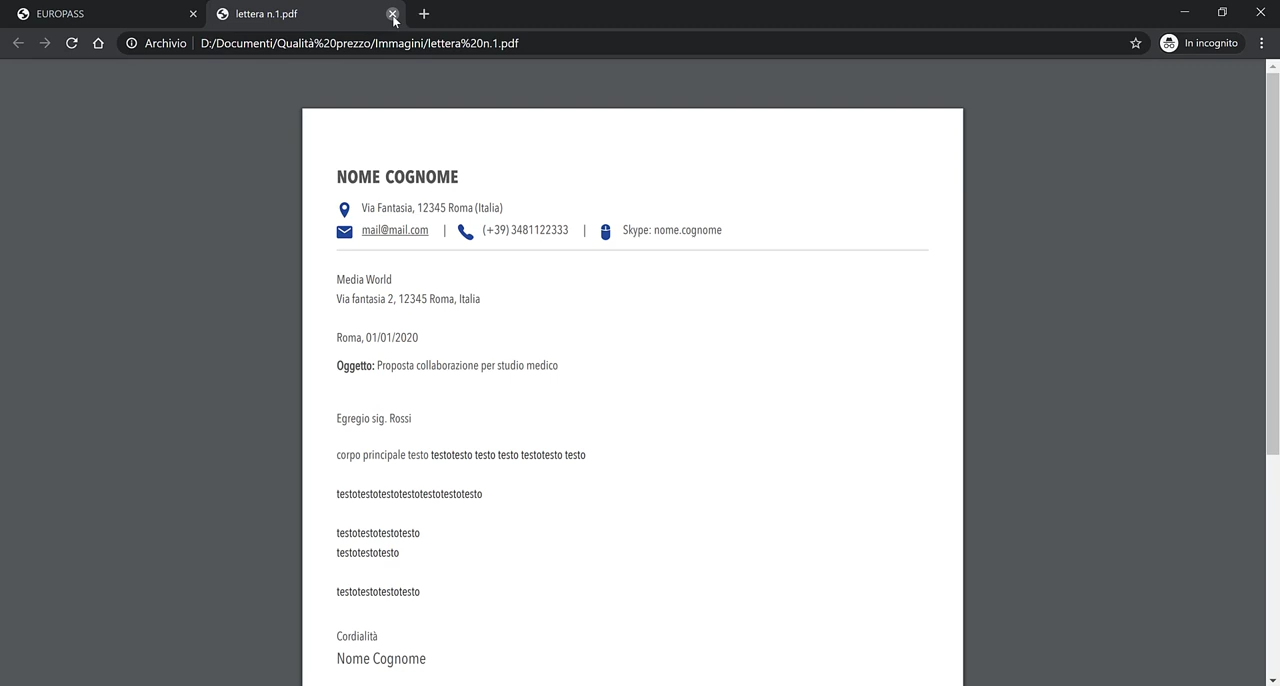 EUROPASS
lettera n.1.pdf
Archivio
D:/Documenti/Qualità%20prezzo/Immagini/lettera%20n.1.pdf
In incognito
NOME COGNOME
Via Fantasia, 12345 Roma (Italia)
mail@mail.com | (+39) 3481122333 | Skype: nome.cognome
Media World
Via fantasia 2, 12345 Roma, Italia
Roma, 01/01/2020
Oggetto: Proposta collaborazione per studio medico
Egregio sig. Rossi
corpo principale testo testotesto testo testo testotesto testo
testotestotestotestotestotestotesto
testotestotestotesto
testotestotesto
testotestotestotesto
Cordialità
Nome Cognome